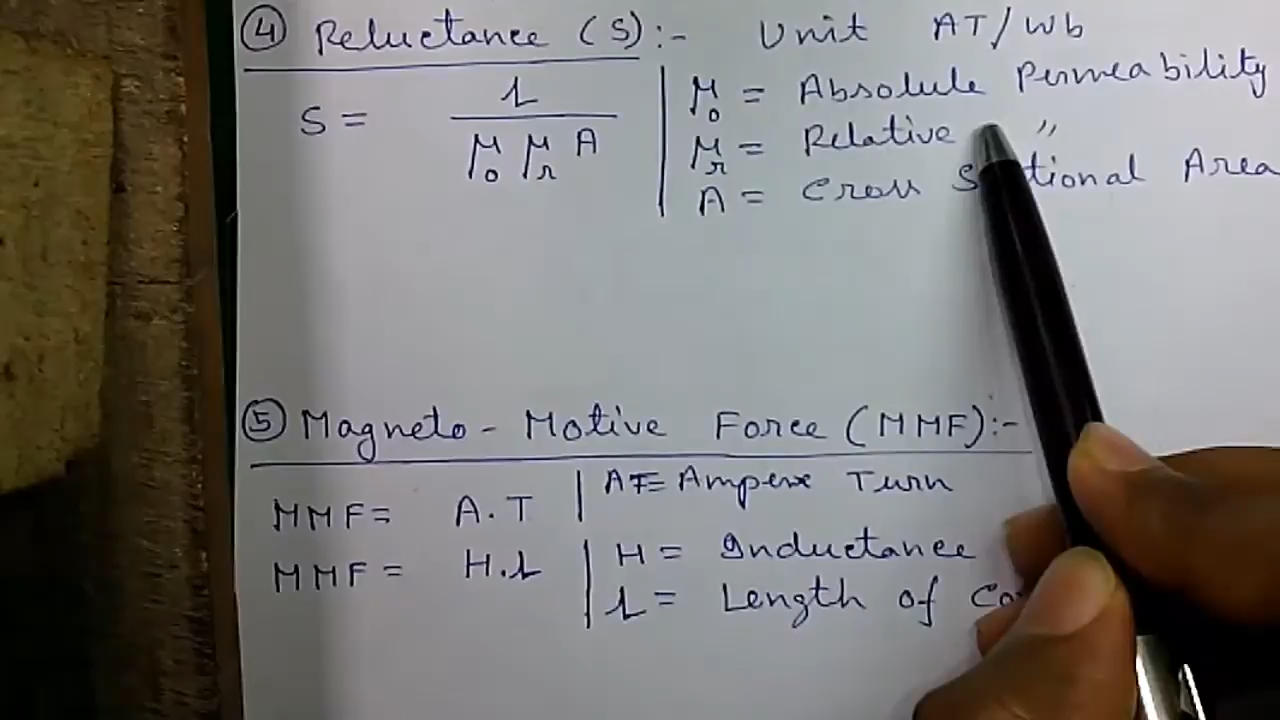 ④ Reluctance (S):- Unit AT/Wb
S = L / μ₀ μᵣ A
μ₀ = Absolute Permeability
μᵣ = Relative "
A = Cross Sectional Area
⑤ Magneto - Motive Force (MMF):-
MMF = A.T | AT = Ampere Turn
MMF = H.L
H = Inductance
L = Length of